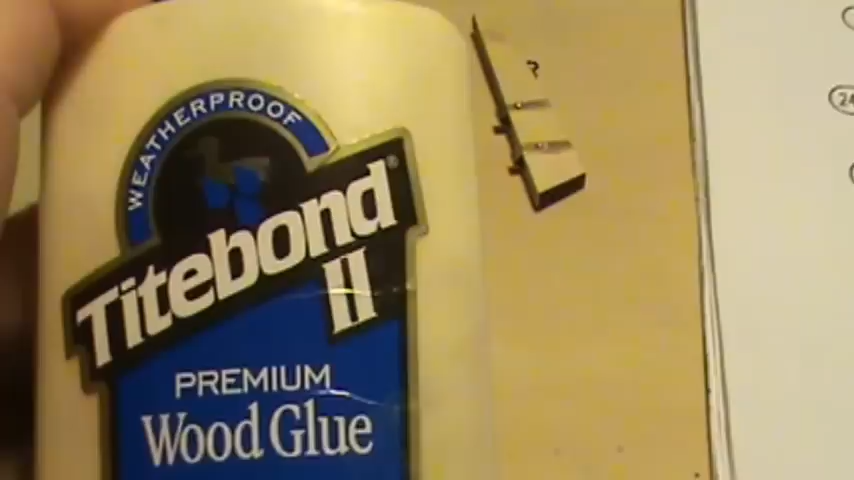 WEATHERPROOF
Titebond®
II
PREMIUM
Wood Glue